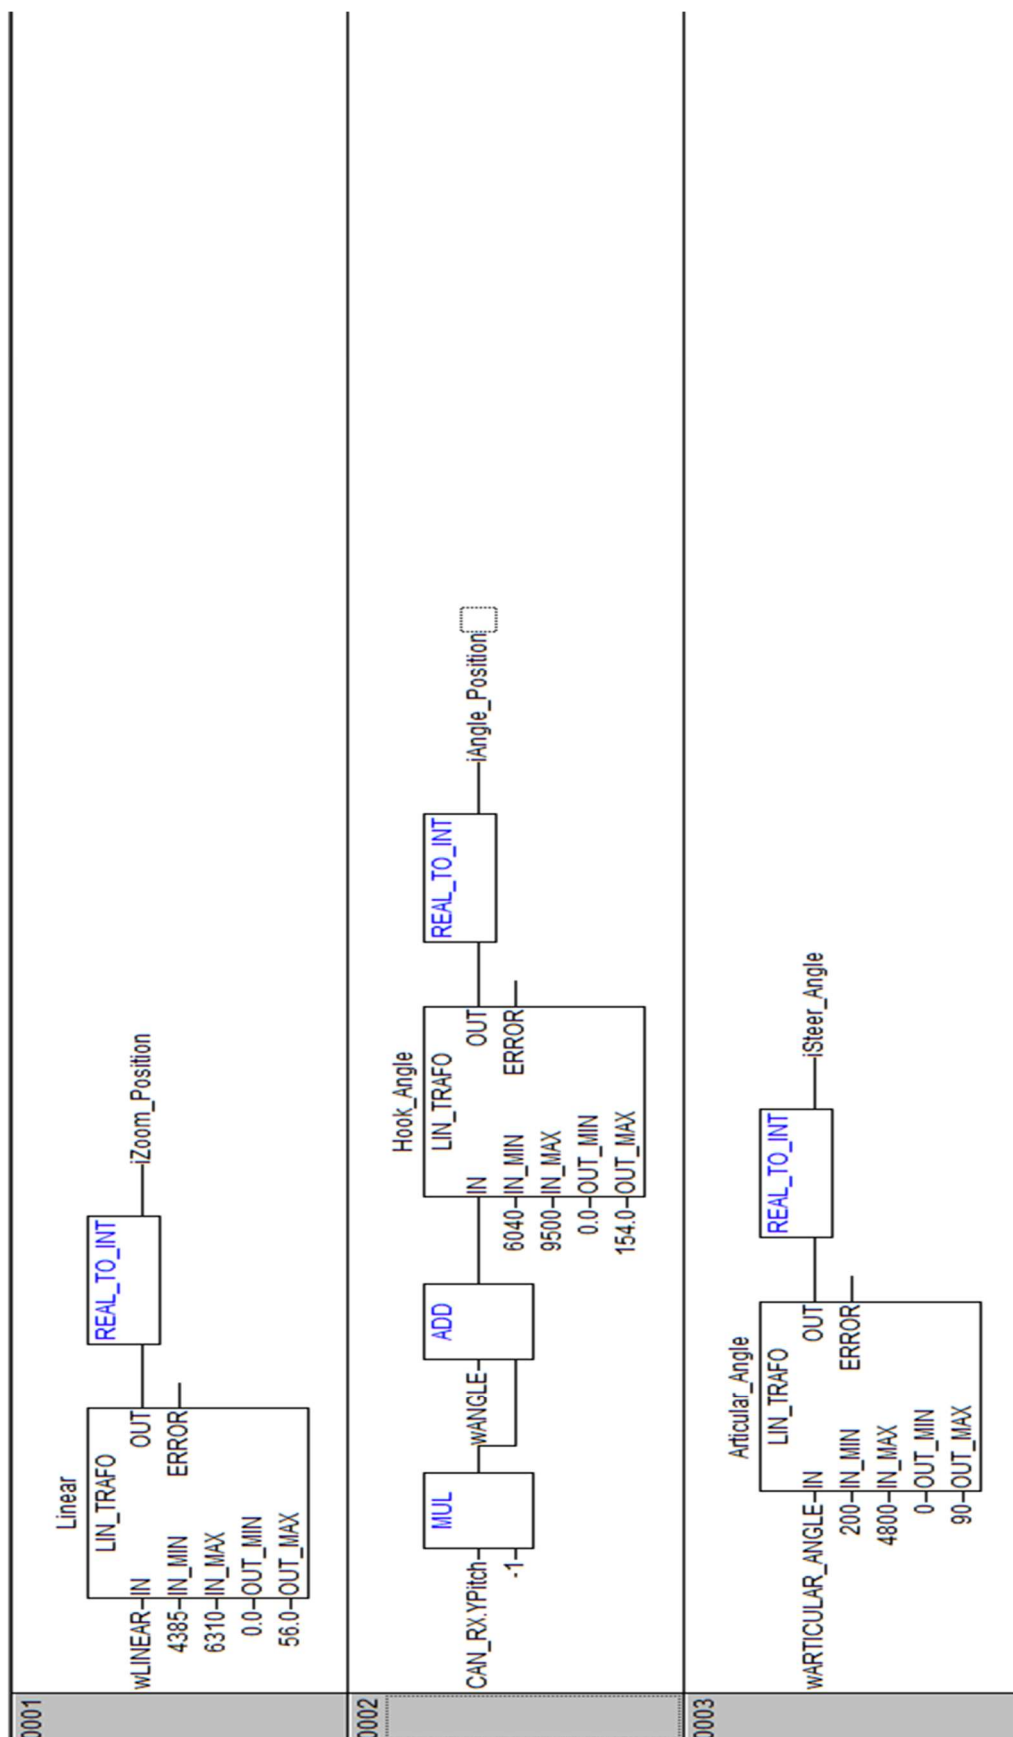 0001
Linear
LIN_TRAFO
wLINEAR
IN
OUT
4385
IN_MIN
ERROR
6310
IN_MAX
0.0
OUT_MIN
56.0
OUT_MAX
REAL_TO_INT
iZoom_Position
0002
CAN_RX.YPitch
-1
MUL
wANGLE
ADD
Hook_Angle
LIN_TRAFO
IN
OUT
6040
IN_MIN
ERROR
9500
IN_MAX
0.0
OUT_MIN
154.0
OUT_MAX
REAL_TO_INT
iAngle_Position
0003
Articular_Angle
LIN_TRAFO
wARTICULAR_ANGLE
IN
OUT
200
IN_MIN
ERROR
4800
IN_MAX
0
OUT_MIN
90
OUT_MAX
REAL_TO_INT
iSteer_Angle